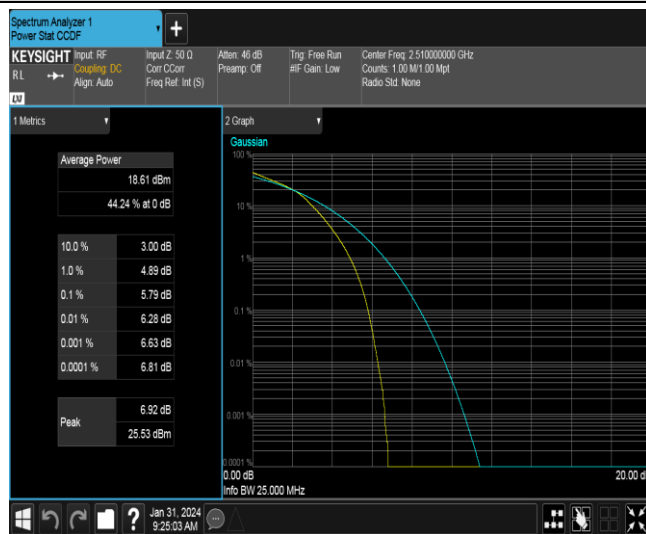 Spectrum Analyzer 1
Power Stat CCDF
+
KEYSIGHT
RL
LXI
Input: RF
Coupling: DC
Align: Auto
Input Z: 50 Ω
Corr CCorr
Freq Ref: Int (S)
Atten: 46 dB
Preamp: Off
Trig: Free Run
#IF Gain: Low
Center Freq: 2.510000000 GHz
Counts: 1.00 M/1.00 Mpt
Radio Std: None
1 Metrics
Average Power
18.61 dBm
44.24 % at 0 dB
10.0 % 3.00 dB
1.0 % 4.89 dB
0.1 % 5.79 dB
0.01 % 6.28 dB
0.001 % 6.63 dB
0.0001 % 6.81 dB
Peak
6.92 dB
25.53 dBm
2 Graph
Gaussian
100 %
10 %
1 %
0.1 %
0.01 %
0.001 %
0.0001 %
0.00 dB
20.00 d
Info BW 25.000 MHz
?
Jan 31, 2024
9:25:03 AM